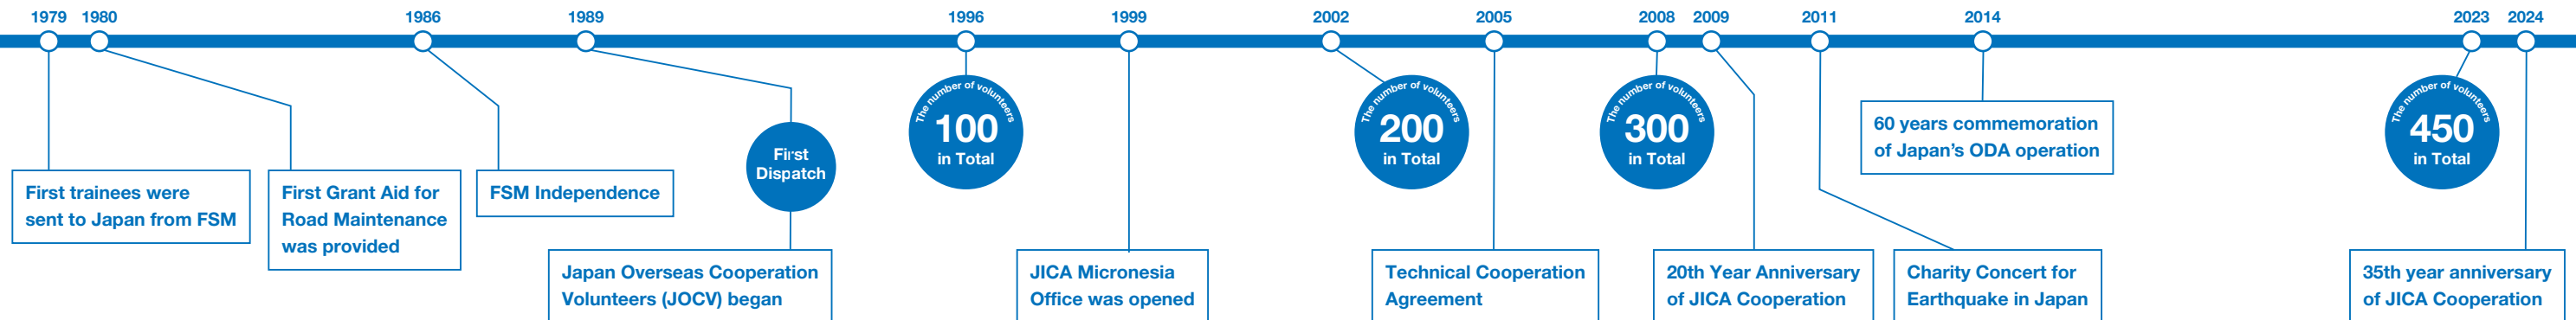 1979 1980 1986 1989 1996 1999 2002 2005 2008 2009 2011 2014 2023 2024
First trainees were
sent to Japan from FSM
First Grant Aid for
Road Maintenance
was provided
FSM Independence
First
Dispatch
Japan Overseas Cooperation
Volunteers (JOCV) began
The number of volunteers
100
in Total
JICA Micronesia
Office was opened
The number of volunteers
200
in Total
Technical Cooperation
Agreement
The number of volunteers
300
in Total
20th Year Anniversary
of JICA Cooperation
Charity Concert for
Earthquake in Japan
60 years commemoration
of Japan's ODA operation
The number of volunteers
450
in Total
35th year anniversary
of JICA Cooperation